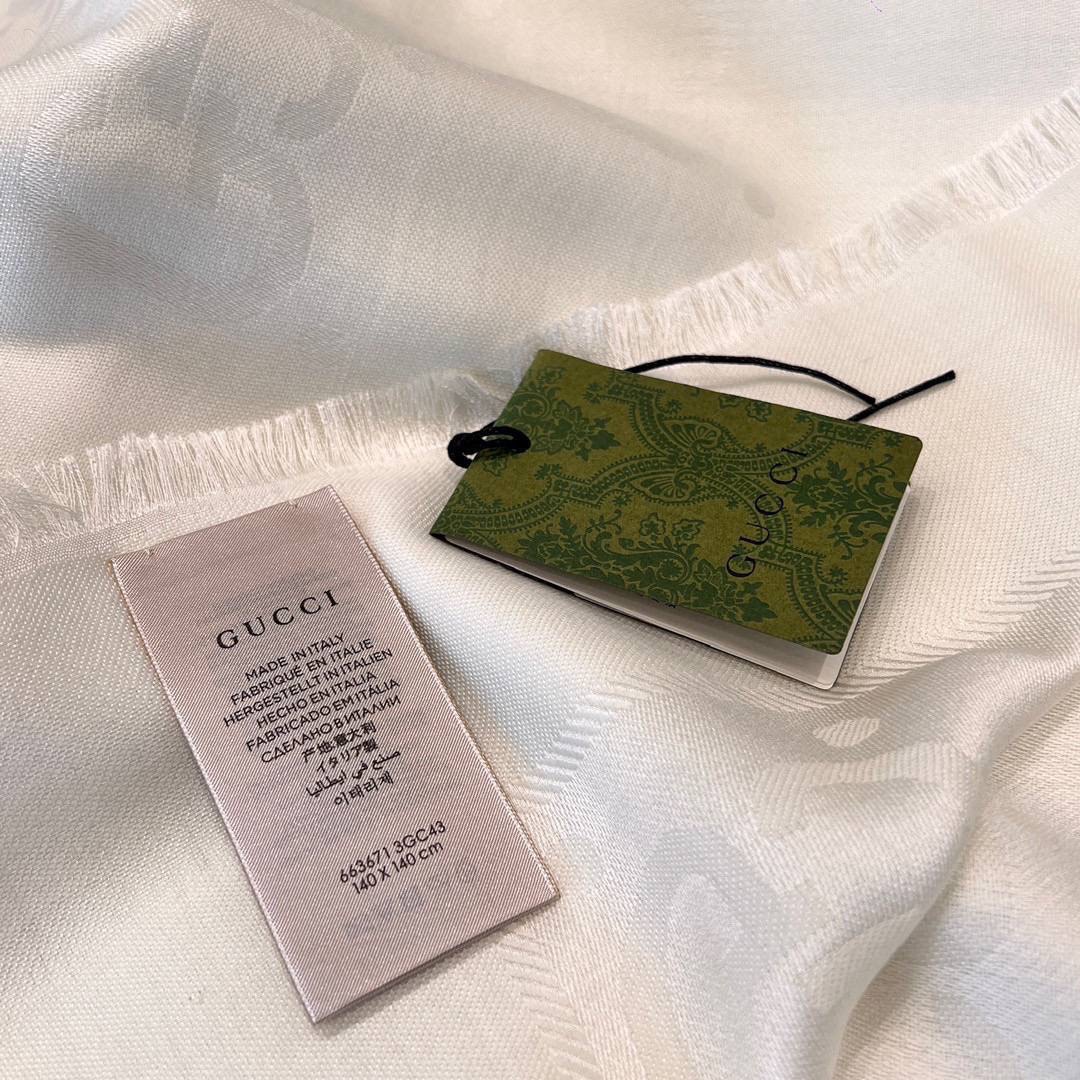 GUCCI
MADE IN ITALY
FABRIQUÉ EN ITALIE
HERGESTELLT IN ITALIEN
HECHO EN ITALIA
FABRICADO EM ITÁLIA
СДЕЛАНО В ИТАЛИИ
产地意大利
イタリア製
صنع في ايطاليا
이태리제
663671 3GC43
140 X 140 cm
GUCCI